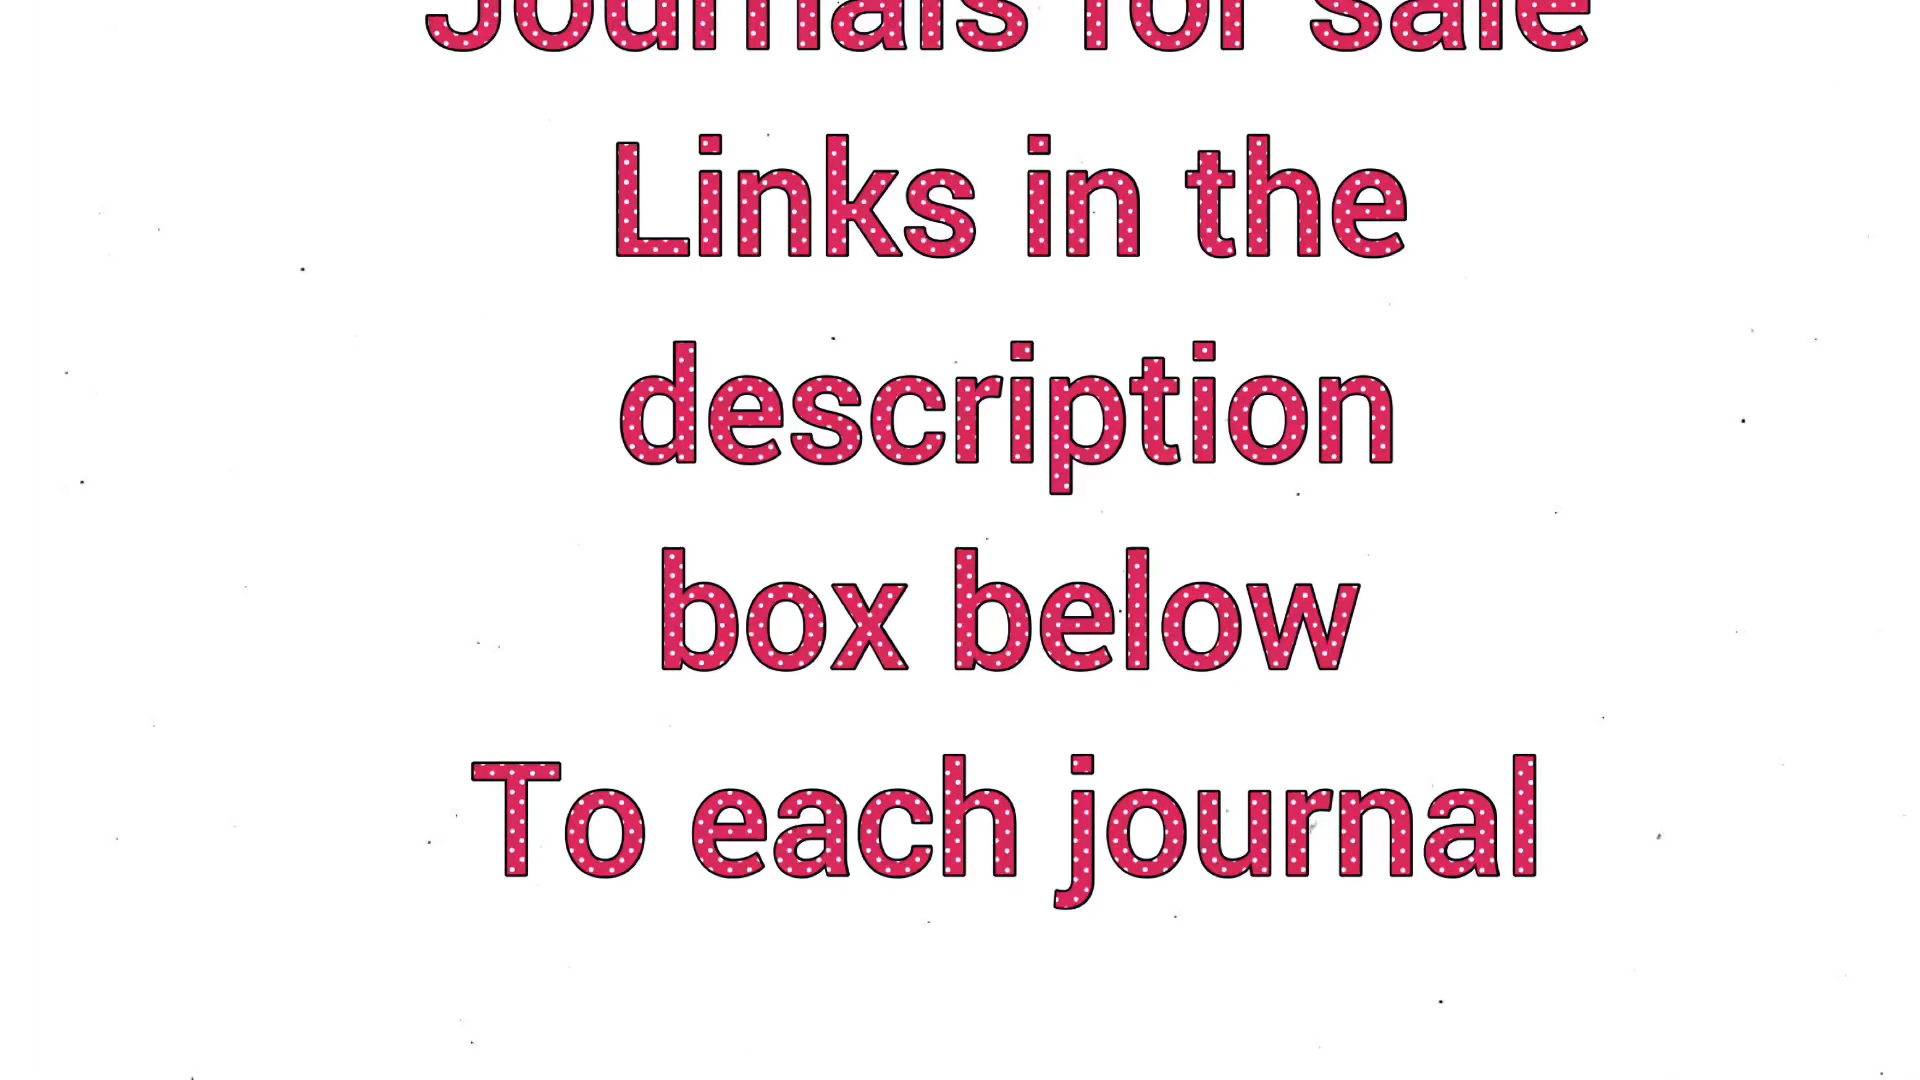 Journals for sale
Links in the
description
box below
To each journal